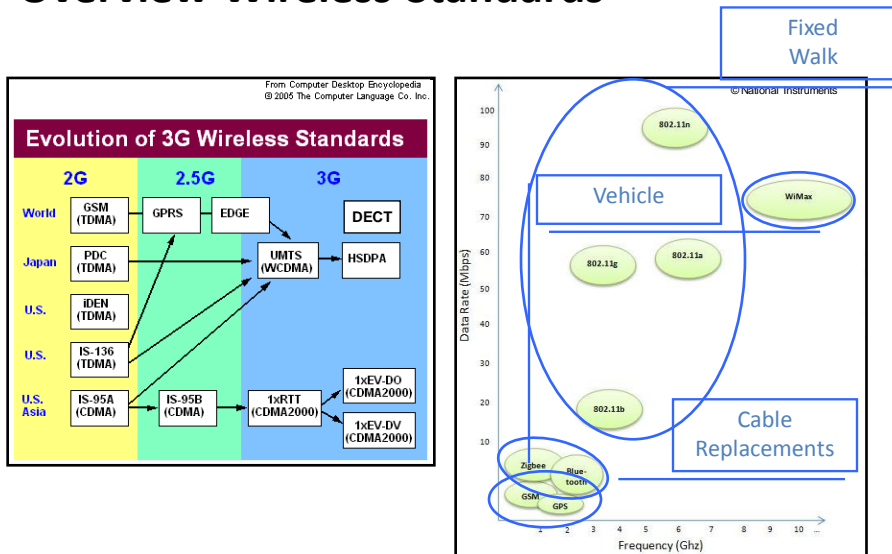 Overview Wireless Standards
Fixed
Walk
From Computer Desktop Encyclopedia
© 2005 The Computer Language Co. Inc.
Evolution of 3G Wireless Standards
2G
2.5G
3G
World
GSM
(TDMA)
GPRS
EDGE
DECT
Japan
PDC
(TDMA)
UMTS
(WCDMA)
HSDPA
U.S.
iDEN
(TDMA)
U.S.
IS-136
(TDMA)
U.S.
Asia
IS-95A
(CDMA)
IS-95B
(CDMA)
1xRTT
(CDMA2000)
1xEV-DO
(CDMA2000)
1xEV-DV
(CDMA2000)
© National Instruments
Data Rate (Mbps)
100
90
80
70
60
50
40
30
20
10
802.11n
Vehicle
WiMax
802.11g
802.11a
802.11b
Cable
Replacements
Zigbee
Blue-
tooth
GSM
GPS
1 2 3 4 5 6 7 8 9 10 ...
Frequency (Ghz)